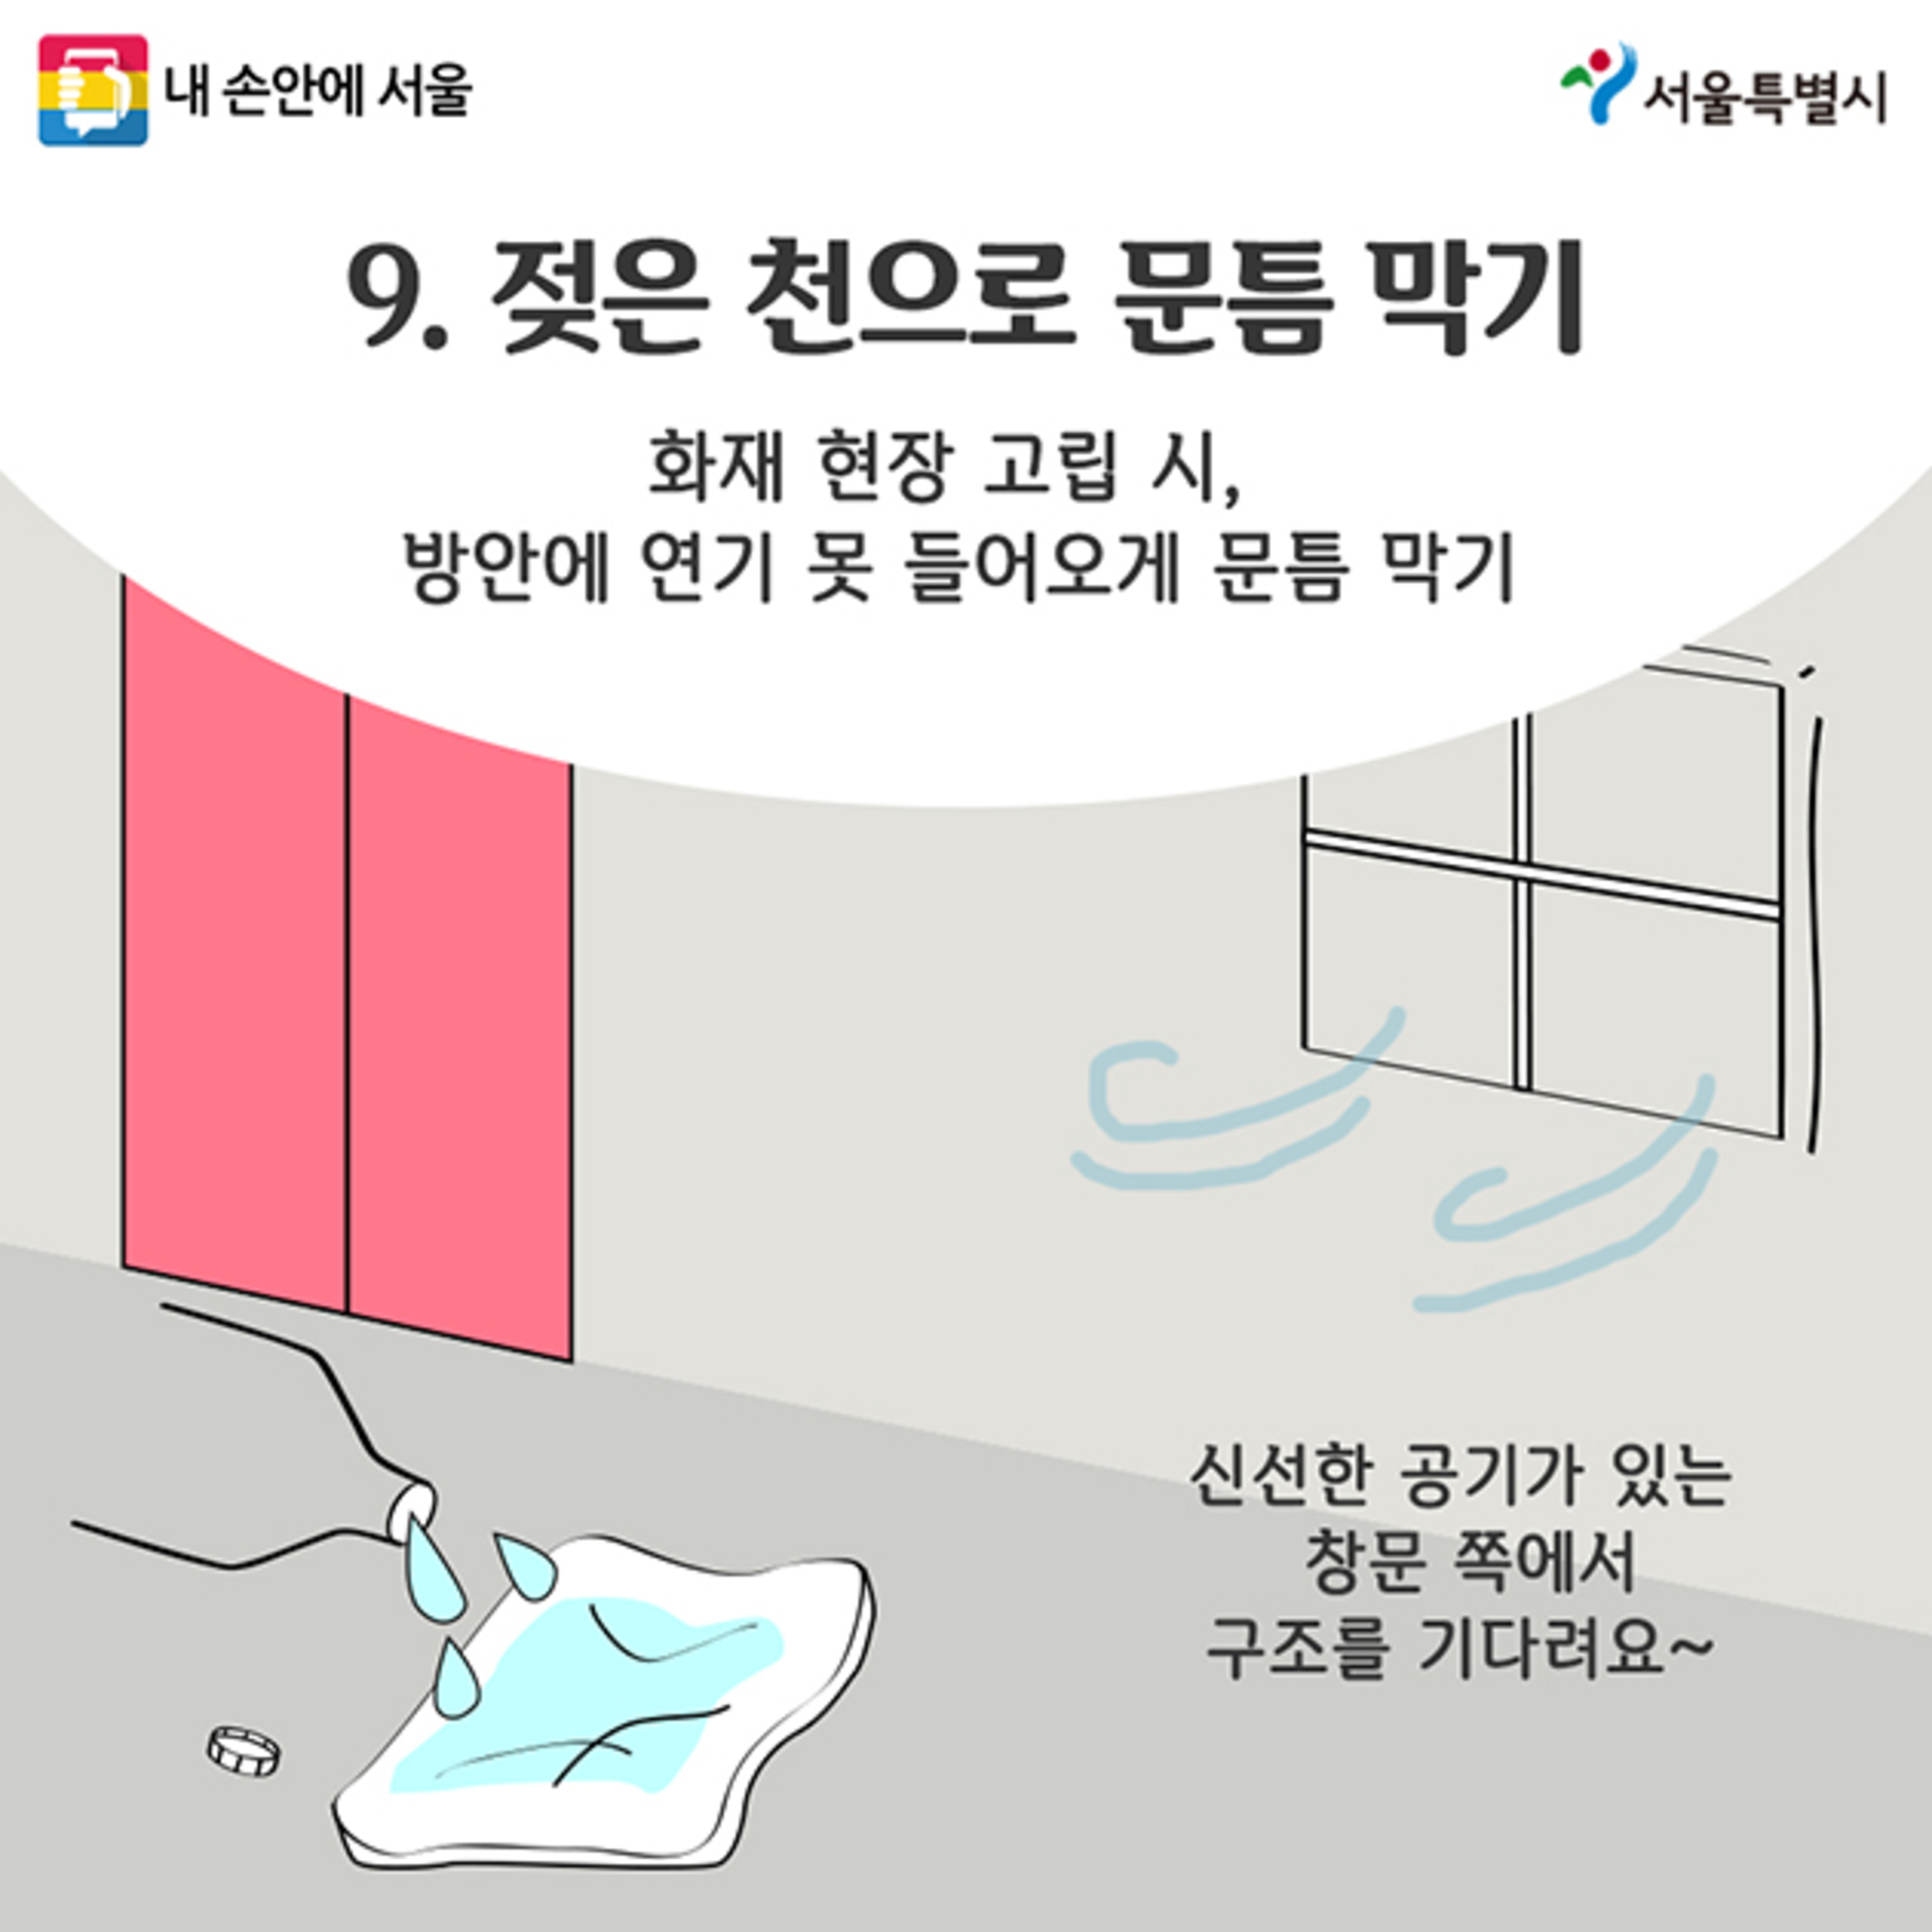 내 손안에 서울
서울특별시
9. 젖은 천으로 문틈 막기
화재 현장 고립 시,
방안에 연기 못 들어오게 문틈 막기
신선한 공기가 있는
창문 쪽에서
구조를 기다려요~